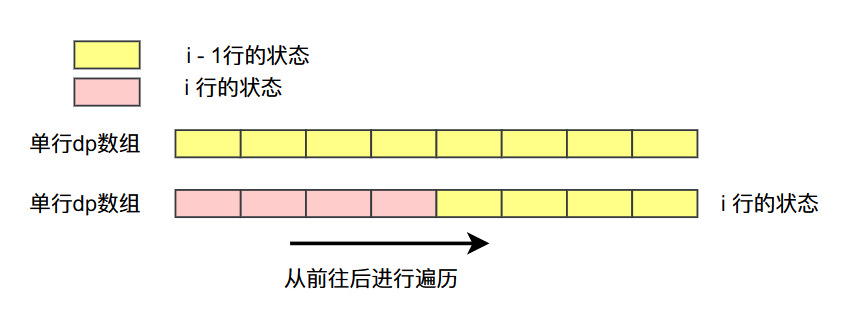 i - 1行的状态
i 行的状态
单行dp数组
单行dp数组
i 行的状态
从前往后进行遍历